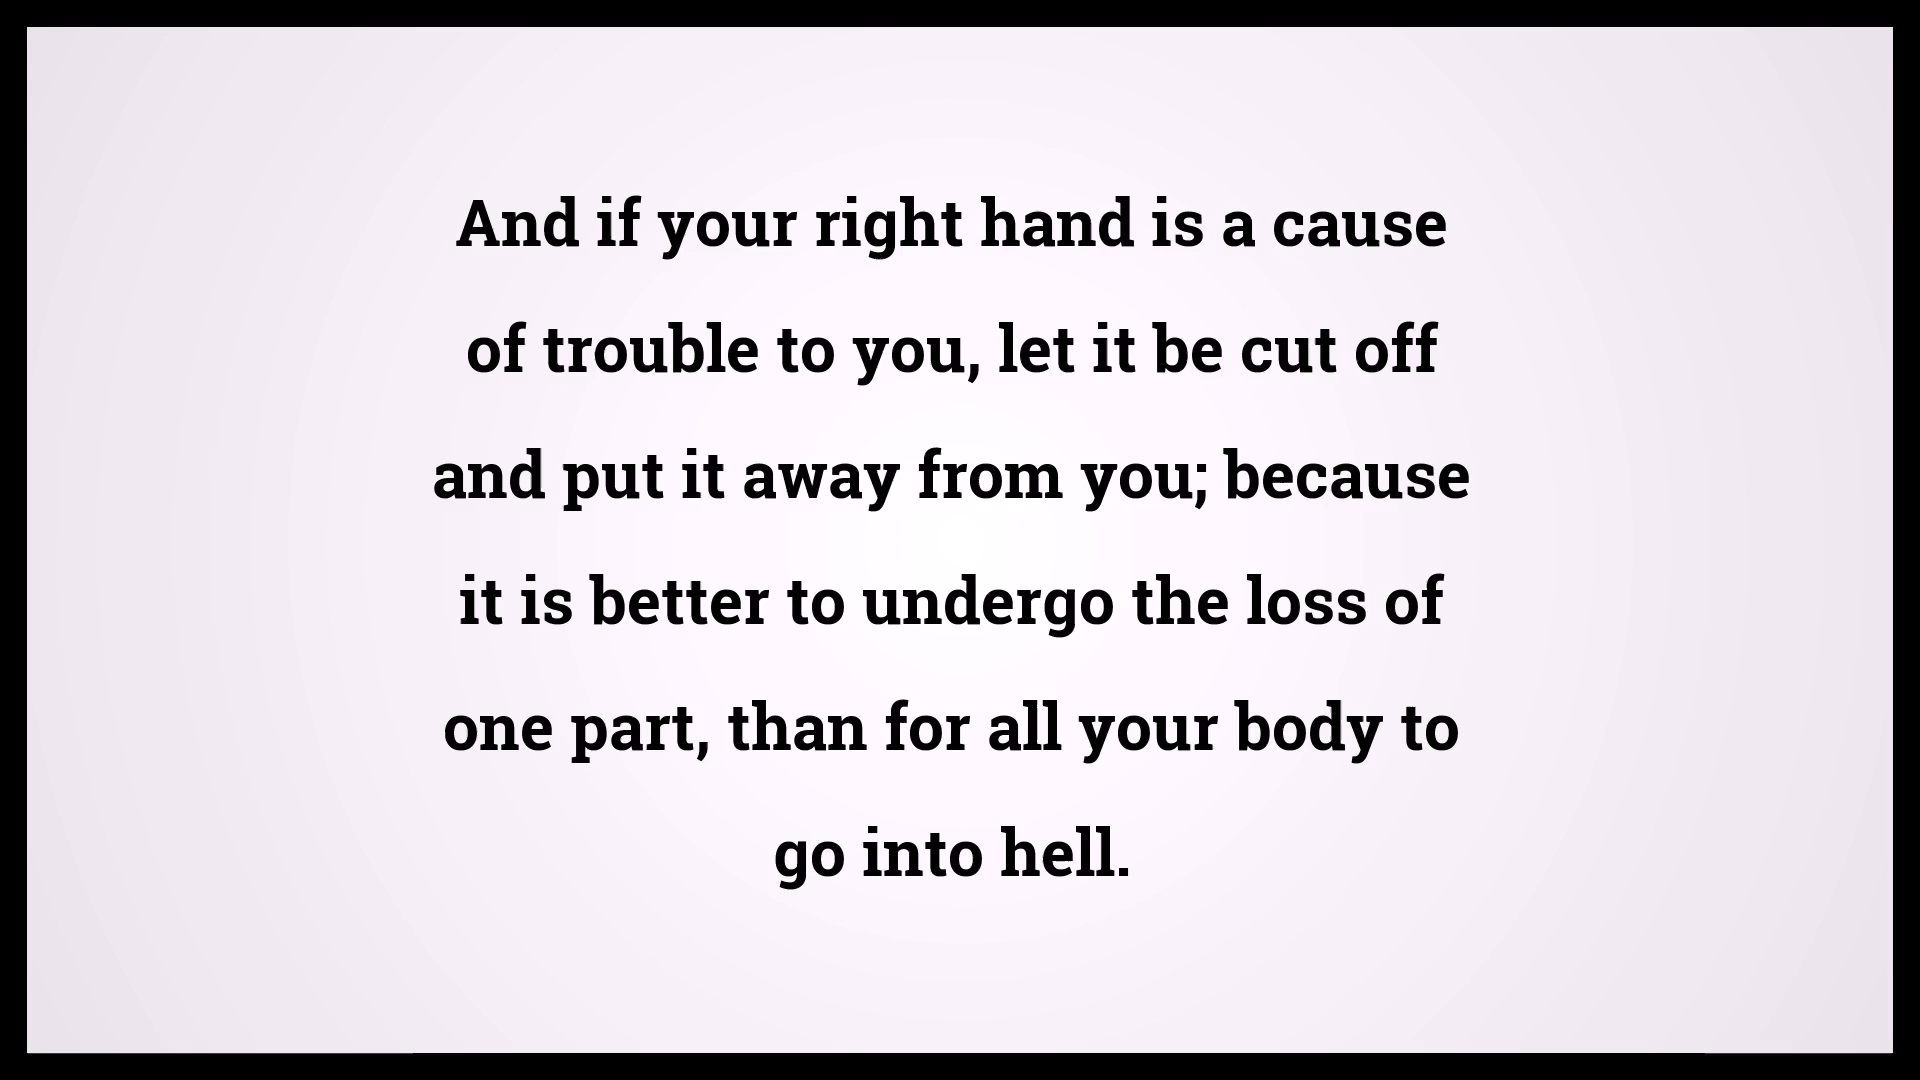 And if your right hand is a cause
of trouble to you, let it be cut off
and put it away from you; because
it is better to undergo the loss of
one part, than for all your body to
go into hell.